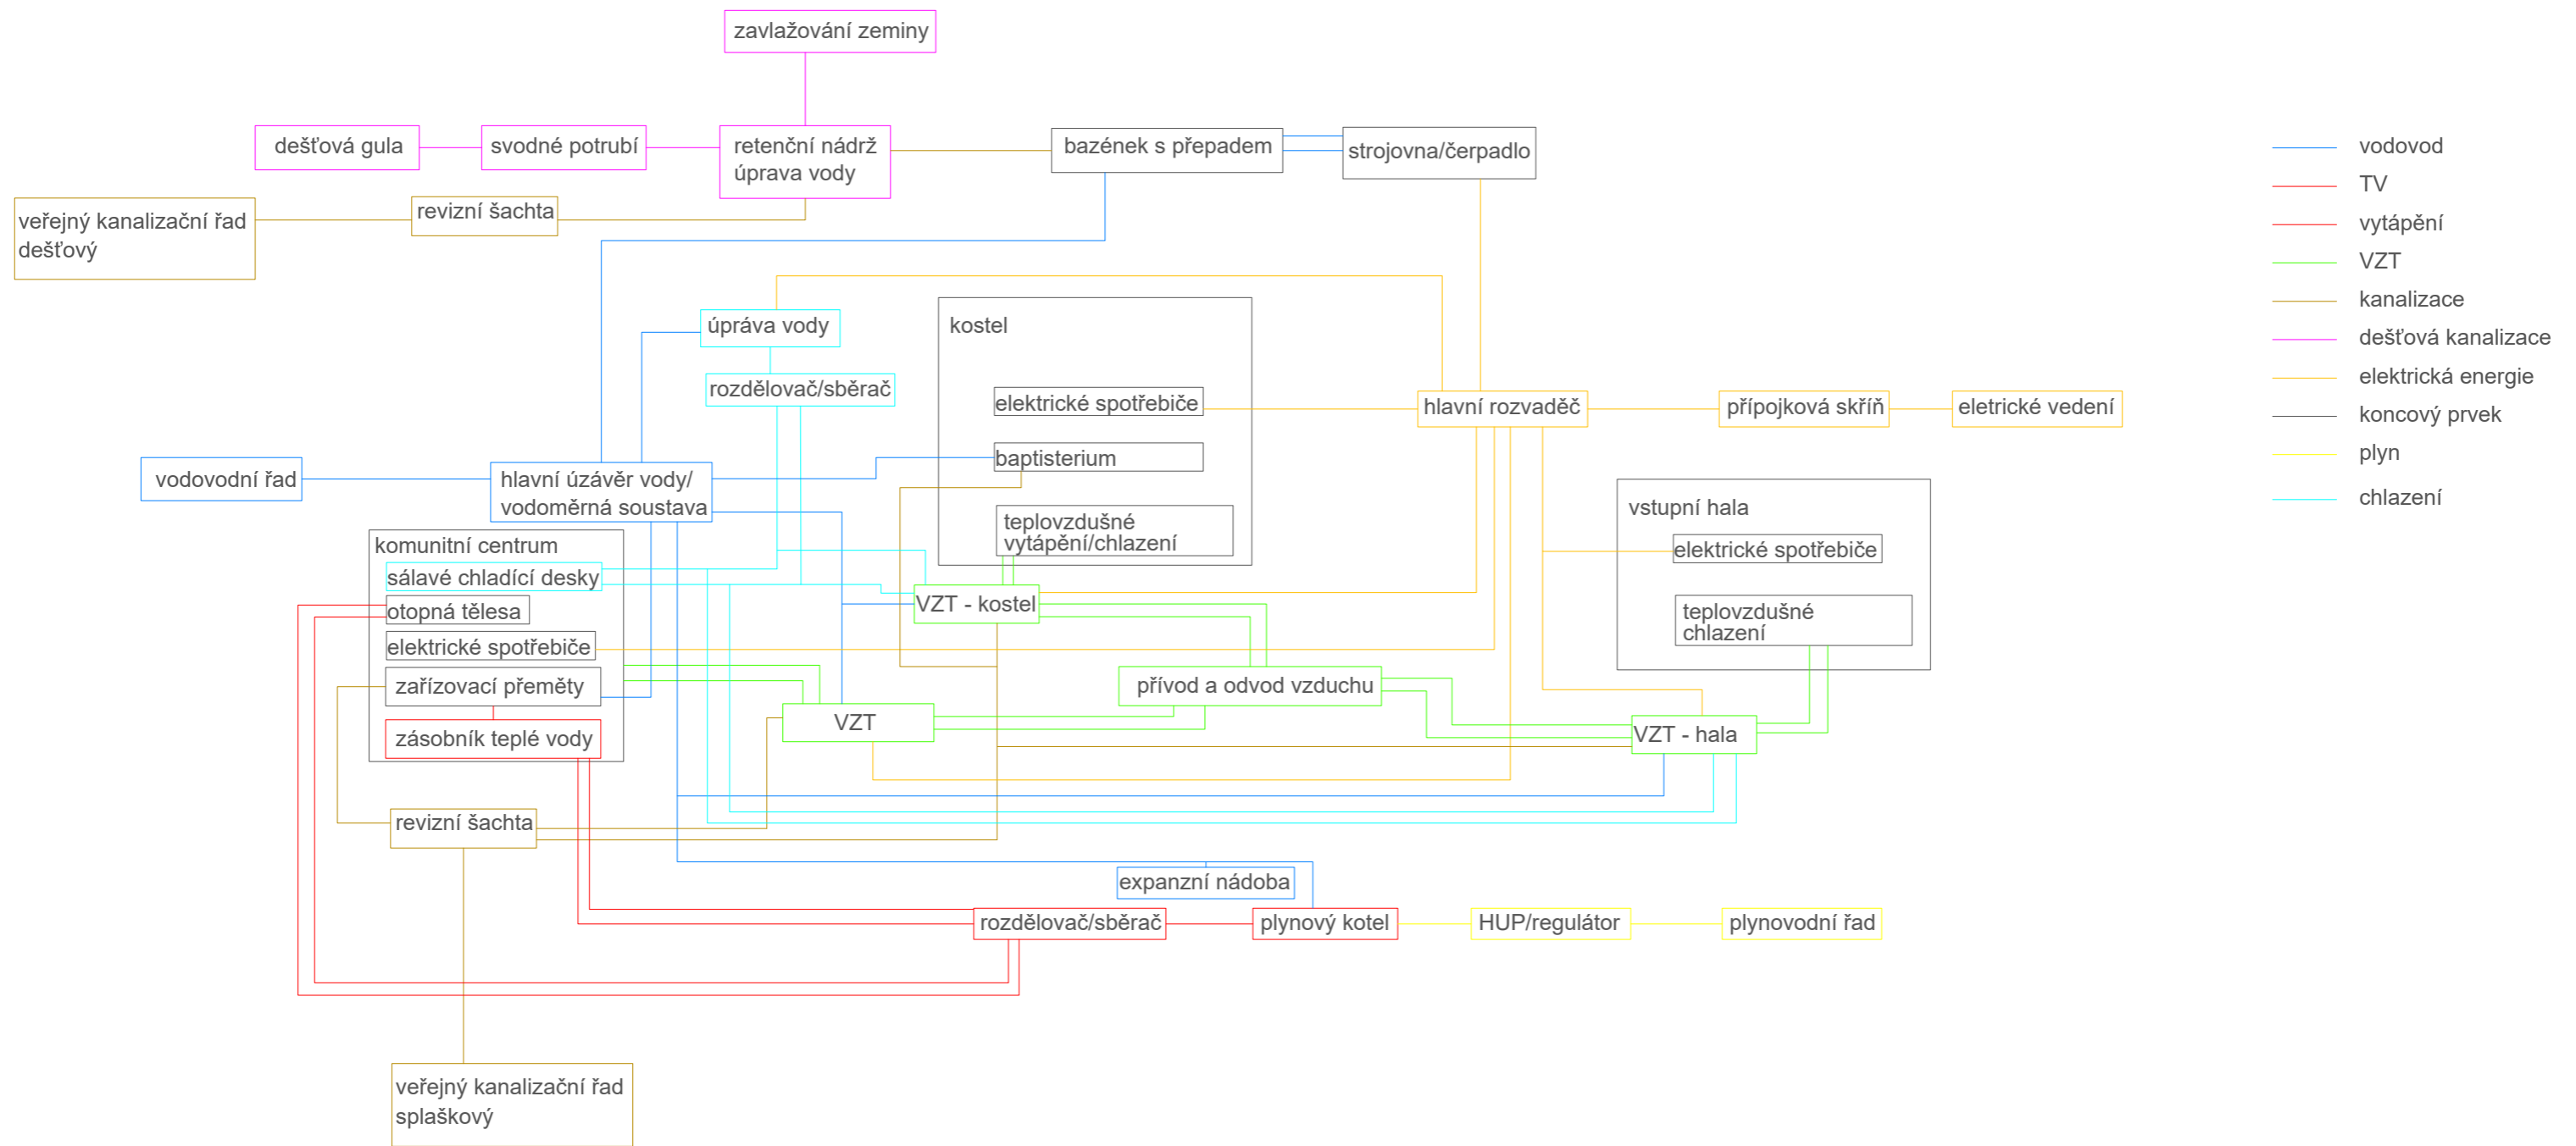 zavlažování zeminy
dešťová gula
svodné potrubí
retenční nádrž
úprava vody
bazének s přepadem
strojovna/čerpadlo
veřejný kanalizační řad
dešťový
revizní šachta
úpráva vody
rozdělovač/sběrač
kostel
elektrické spotřebiče
baptisterium
teplovzdušné
vytápění/chlazení
hlavní rozvaděč
přípojková skříň
eletrické vedení
vodovodní řad
hlavní úzávěr vody/
vodoměrná soustava
vstupní hala
elektrické spotřebiče
teplovzdušné
chlazení
komunitní centrum
sálavé chladící desky
otopná tělesa
elektrické spotřebiče
zařízovací přeměty
zásobník teplé vody
VZT - kostel
přívod a odvod vzduchu
VZT
VZT - hala
revizní šachta
expanzní nádoba
rozdělovač/sběrač
plynový kotel
HUP/regulátor
plynovodní řad
veřejný kanalizační řad
splaškový
vodovod
TV
vytápění
VZT
kanalizace
dešťová kanalizace
elektrická energie
koncový prvek
plyn
chlazení